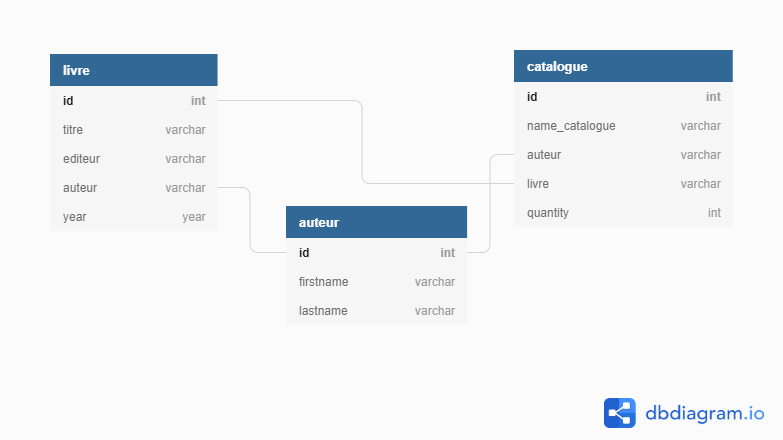 livre
id int
titre varchar
editeur varchar
auteur varchar
year year
auteur
id int
firstname varchar
lastname varchar
catalogue
id int
name_catalogue varchar
auteur varchar
livre varchar
quantity int
dbdiagram.io